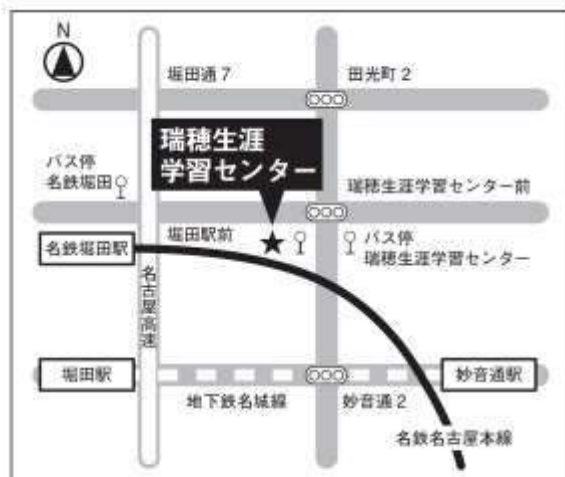 N
堀田通7
田光町2
瑞穂生涯
学習センター
バス停
名鉄堀田
瑞穂生涯学習センター前
堀田駅前
バス停
瑞穂生涯学習センター
名鉄堀田駅
名古屋高速
堀田駅
妙音通駅
地下鉄名城線
妙音通2
名鉄名古屋本線